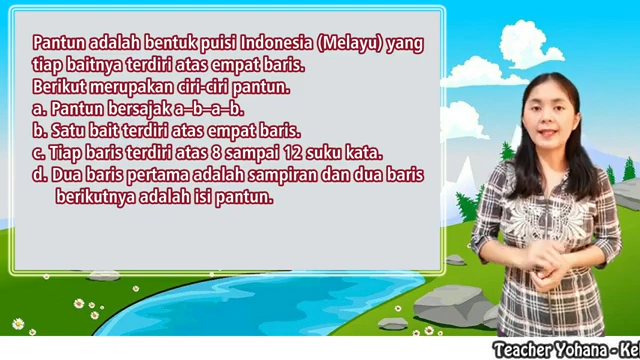 Pantun adalah bentuk puisi Indonesia (Melayu) yang
tiap baitnya terdiri atas empat baris.
Berikut merupakan ciri-ciri pantun.
a. Pantun bersajak a–b–a–b.
b. Satu bait terdiri atas empat baris.
c. Tiap baris terdiri atas 8 sampai 12 suku kata.
d. Dua baris pertama adalah sampiran dan dua baris
berikutnya adalah isi pantun.
Teacher Yohana - Ke